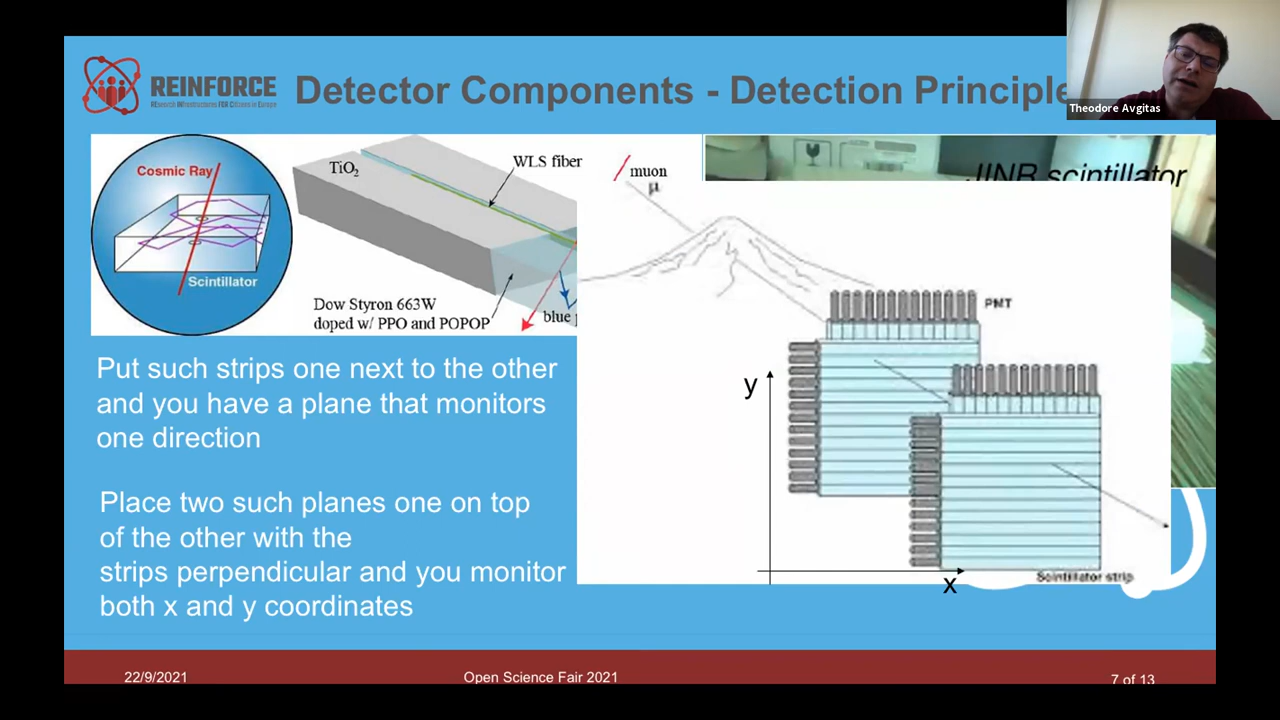 REINFORCE
REsearch INfrastructures FOR Citizens in Europe
Detector Components - Detection Principle
Theodore Avgitas
Cosmic Ray
Scintillator
TiO2
WLS fiber
Dow Styron 663W
doped w/ PPO and POPOP
blue
muon
μ
JINR scintillator
PMT
y
x
Scintillator strip
Put such strips one next to the other
and you have a plane that monitors
one direction
Place two such planes one on top
of the other with the
strips perpendicular and you monitor
both x and y coordinates
22/9/2021
Open Science Fair 2021
7 of 13